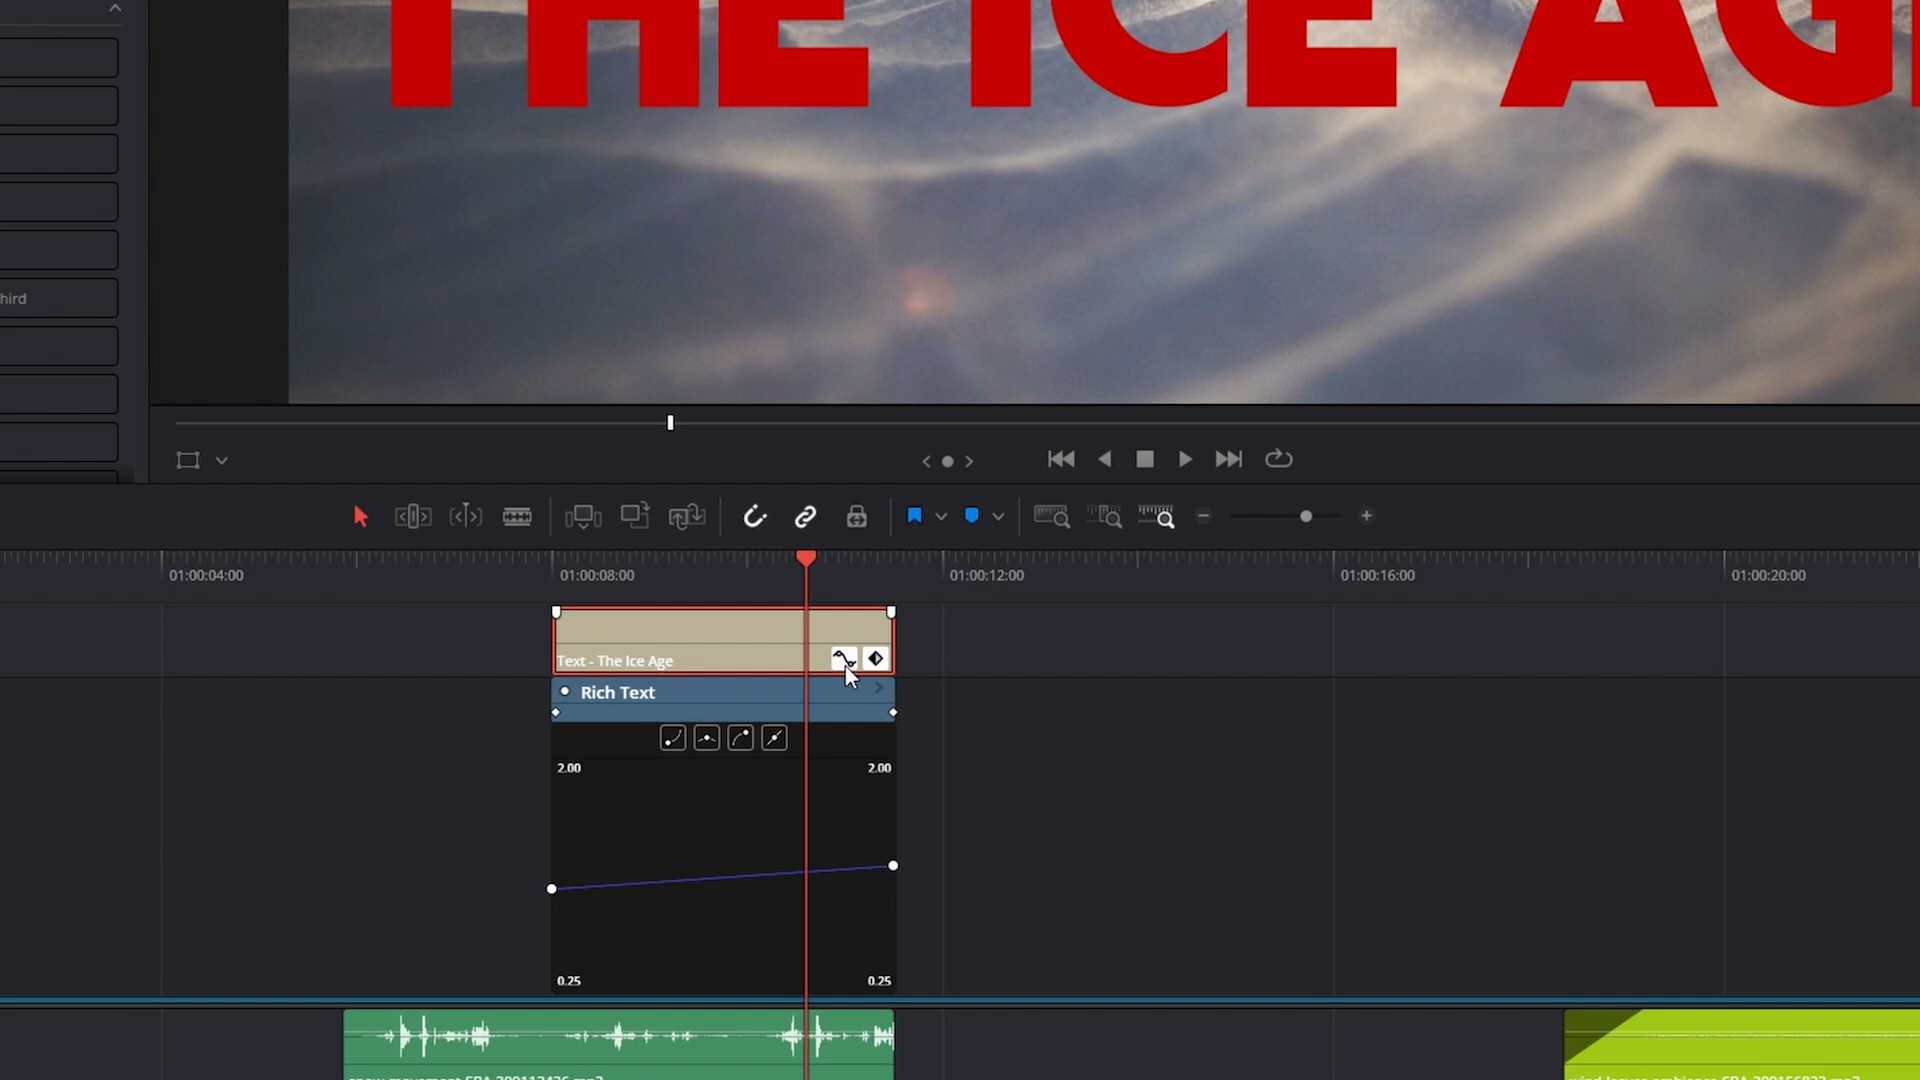 THE ICE AG
hird
01:00:04:00
01:00:08:00
01:00:12:00
01:00:16:00
01:00:20:00
Text - The Ice Age
Rich Text
2.00
2.00
0.25
0.25